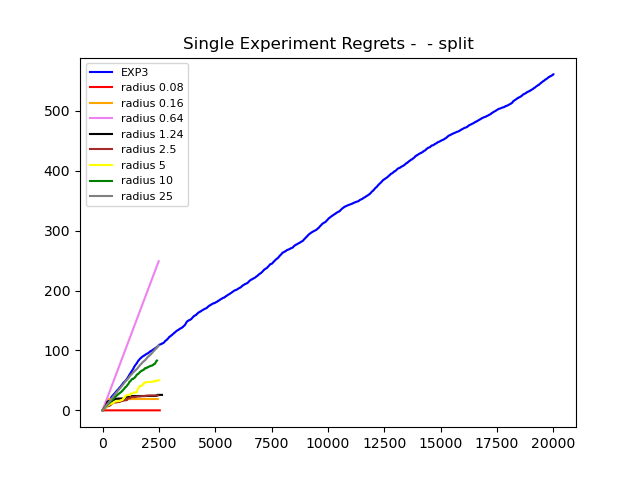 Single Experiment Regrets -  - split
EXP3
radius 0.08
radius 0.16
radius 0.64
radius 1.24
radius 2.5
radius 5
radius 10
radius 25
500
400
300
200
100
0
0 2500 5000 7500 10000 12500 15000 17500 20000